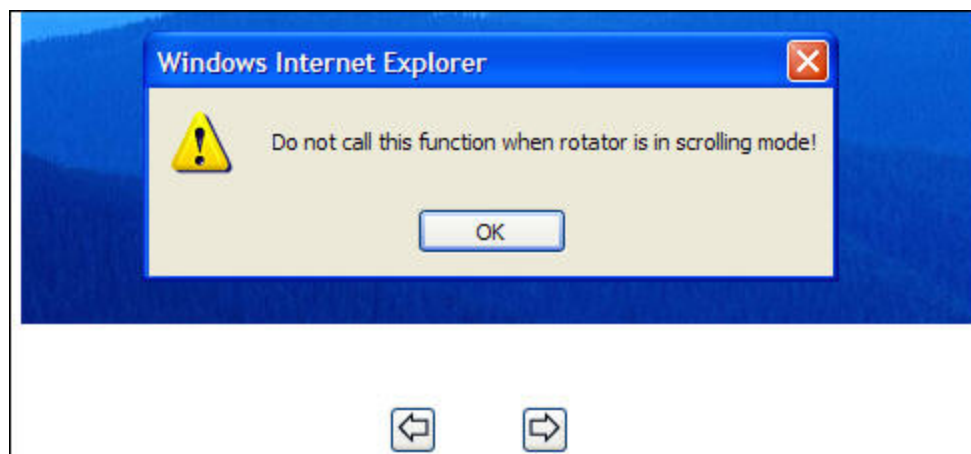 Windows Internet Explorer
Do not call this function when rotator is in scrolling mode!
OK